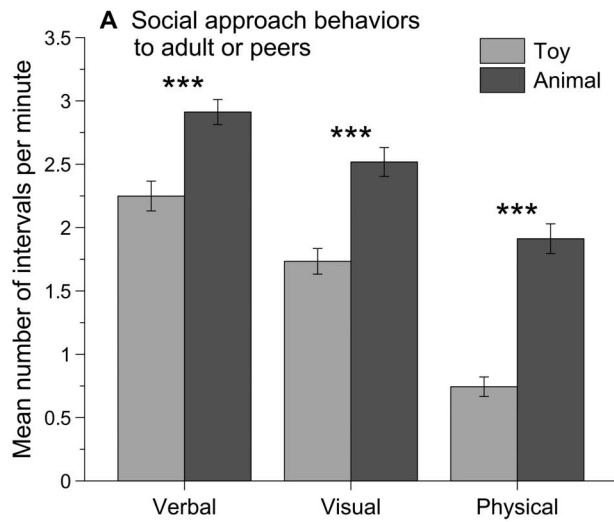 A Social approach behaviors
to adult or peers
Toy
Animal
Mean number of intervals per minute
3.5
3
2.5
2
1.5
1
0.5
0
***
***
***
Verbal
Visual
Physical